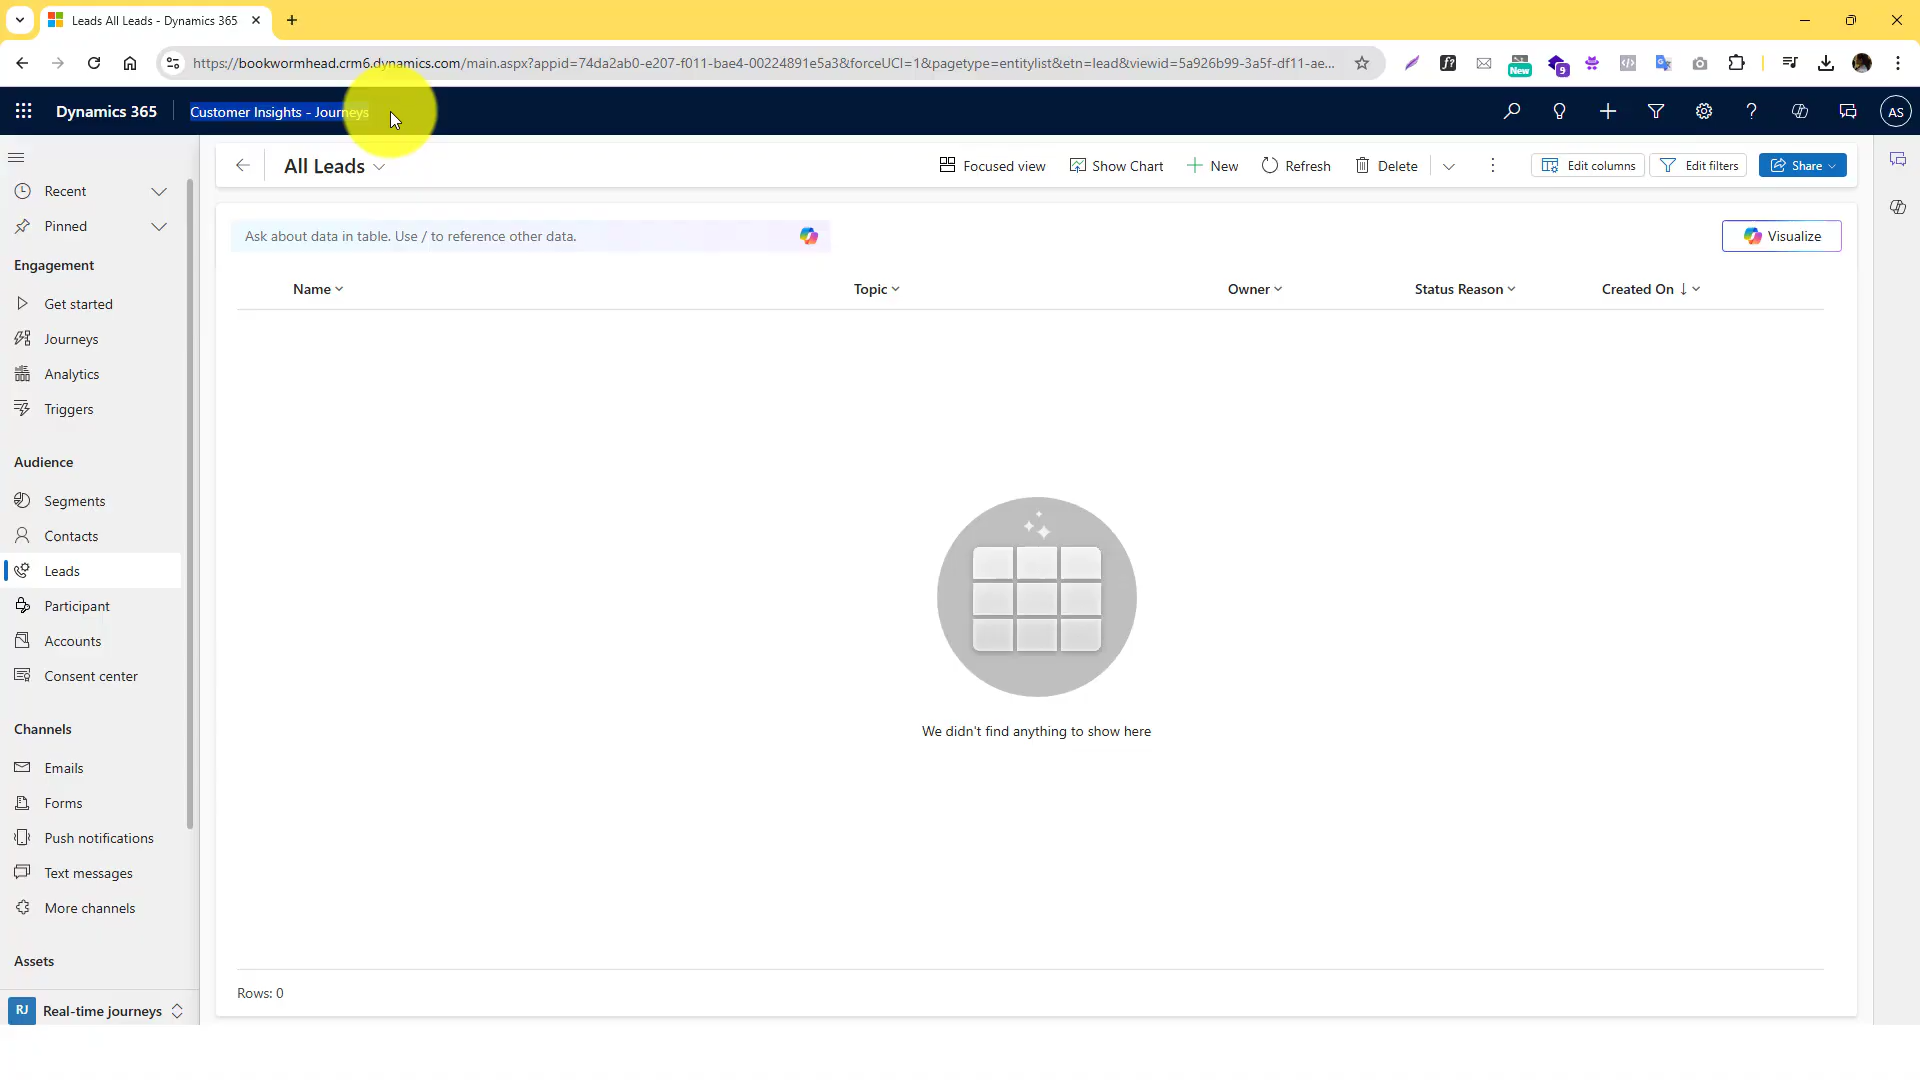 Leads All Leads - Dynamics 365
https://bookwormhead.crm6.dynamics.com/main.aspx?appid=74da2ab0-e207-f011-bae4-00224891e5a3&forceUCI=1&pagetype=entitylist&etn=lead&viewid=5a926b99-3a5f-df11-ae...
f?
New
9
Dynamics 365
Customer Insights - Journeys
AS
All Leads
Focused view
Show Chart
New
Refresh
Delete
Edit columns
Edit filters
Share
Recent
Pinned
Engagement
Get started
Journeys
Analytics
Triggers
Audience
Segments
Contacts
Leads
Participant
Accounts
Consent center
Channels
Emails
Forms
Push notifications
Text messages
More channels
Assets
RJ Real-time journeys
Ask about data in table. Use / to reference other data.
Visualize
Name
Topic
Owner
Status Reason
Created On
We didn't find anything to show here
Rows: 0